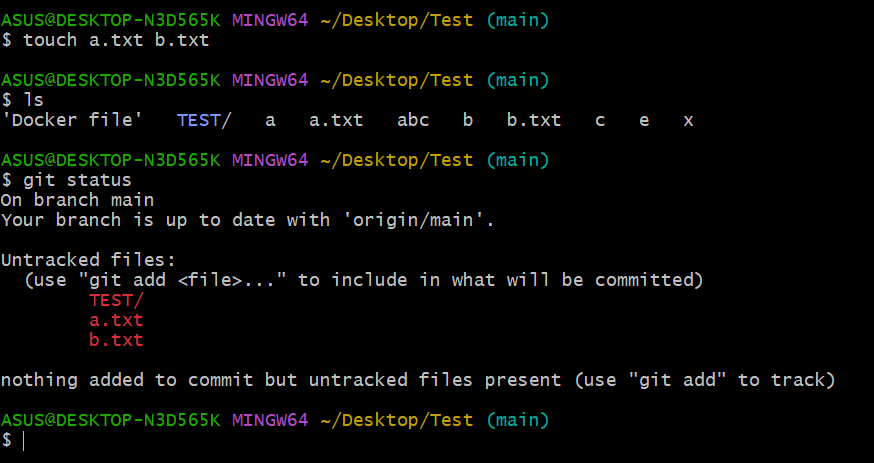 ASUS@DESKTOP-N3D565K MINGW64 ~/Desktop/Test (main)
$ touch a.txt b.txt
ASUS@DESKTOP-N3D565K MINGW64 ~/Desktop/Test (main)
$ ls
'Docker file'   TEST/   a   a.txt   abc   b   b.txt   c   e   x
ASUS@DESKTOP-N3D565K MINGW64 ~/Desktop/Test (main)
$ git status
On branch main
Your branch is up to date with 'origin/main'.
Untracked files:
  (use "git add <file>..." to include in what will be committed)
        TEST/
        a.txt
        b.txt
nothing added to commit but untracked files present (use "git add" to track)
ASUS@DESKTOP-N3D565K MINGW64 ~/Desktop/Test (main)
$